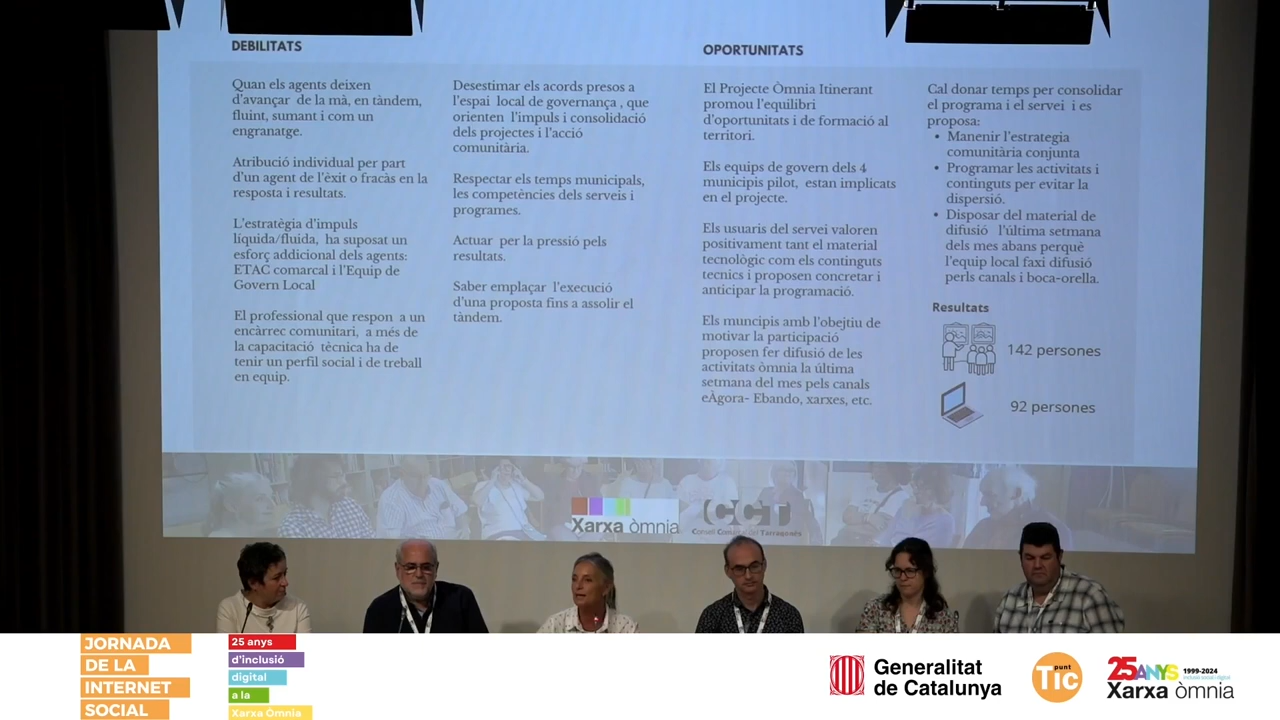 DEBILITATS
Quan els agents deixen
d'avançar de la mà, en tàndem,
fluint, sumant i com un
engranatge.
Atribució individual per part
d'un agent de l'èxit o fracàs en la
resposta i resultats.
L'estratègia d'impuls
líquida/fluida, ha suposat un
esforç addicional dels agents:
ETAC comarcal i l'Equip de
Govern Local
El professional que respon a un
encàrrec comunitari, a més de
la capacitació tècnica ha de
tenir un perfil social i de treball
en equip.
Desestimar els acords presos a
l'espai local de governança , que
orienten l'impuls i consolidació
dels projectes i l'acció
comunitària.
Respectar els temps municipals,
les competències dels serveis i
programes.
Actuar per la pressió pels
resultats.
Saber emplaçar l'execució
d'una proposta fins a assolir el
tàndem.
OPORTUNITATS
El Projecte Òmnia Itinerant
promou l'equilibri
d'oportunitats i de formació al
territori.
Els equips de govern dels 4
municipis pilot, estan implicats
en el projecte.
Els usuaris del servei valoren
positivament tant el material
tecnològic com els continguts
tecnics i proposen concretar i
anticipar la programació.
Els muncipis amb l'obejtiu de
motivar la participació
proposen fer difusió de les
activitats òmnia la última
setmana del mes pels canals
eÀgora- Ebando, xarxes, etc.
Cal donar temps per consolidar
el programa i el servei i es
proposa:
• Manenir l'estrategia
comunitària conjunta
• Programar les activitats i
continguts per evitar la
dispersió.
• Disposar del material de
difusió l'última setmana
dels mes abans perquè
l'equip local faxi difusió
perls canals i boca-orella.
Resultats
142 persones
92 persones
Xarxa òmnia
CCT
Consell Comarcal del Tarragonès
JORNADA
DE LA
INTERNET
SOCIAL
25 anys
d'inclusió
digital
a la
Xarxa Òmnia
Generalitat
de Catalunya
punt
Tic
25ANYS 1999-2024
inclusió social i digital
Xarxa òmnia